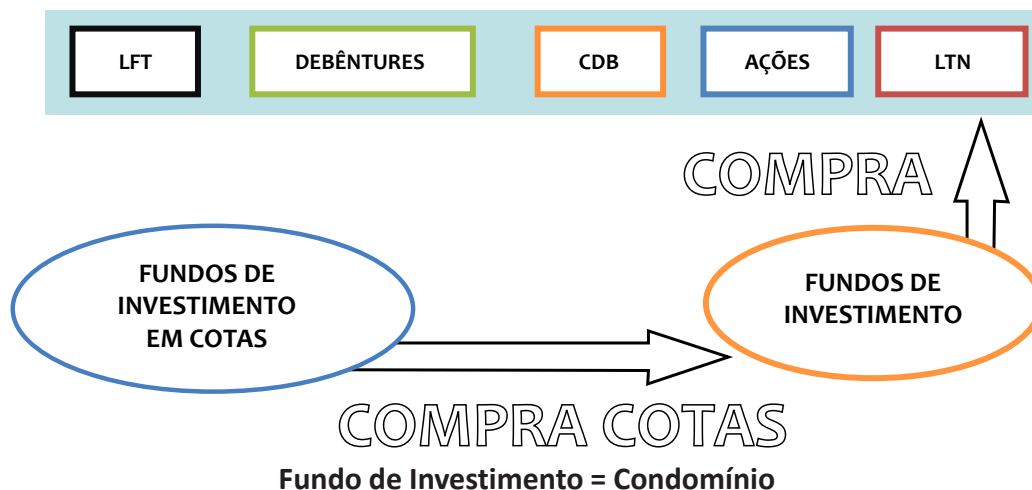 LFT DEBÊNTURES CDB AÇÕES LTN
COMPRA
FUNDOS DE
INVESTIMENTO
EM COTAS
FUNDOS DE
INVESTIMENTO
COMPRA COTAS
Fundo de Investimento = Condomínio